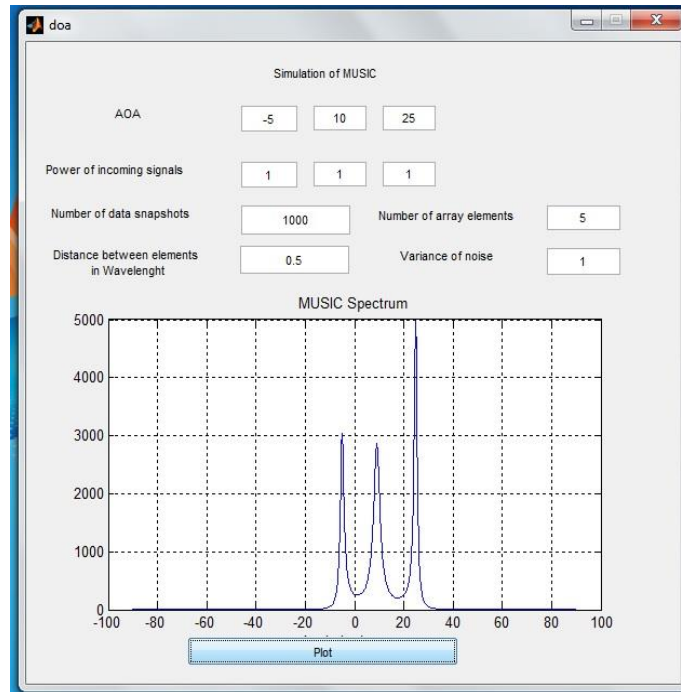 doa
Simulation of MUSIC
AOA -5 10 25
Power of incoming signals 1 1 1
Number of data snapshots 1000 Number of array elements 5
Distance between elements in Wavelenght 0.5 Variance of noise 1
MUSIC Spectrum
5000
4000
3000
2000
1000
0
-100 -80 -60 -40 -20 0 20 40 60 80 100
Plot